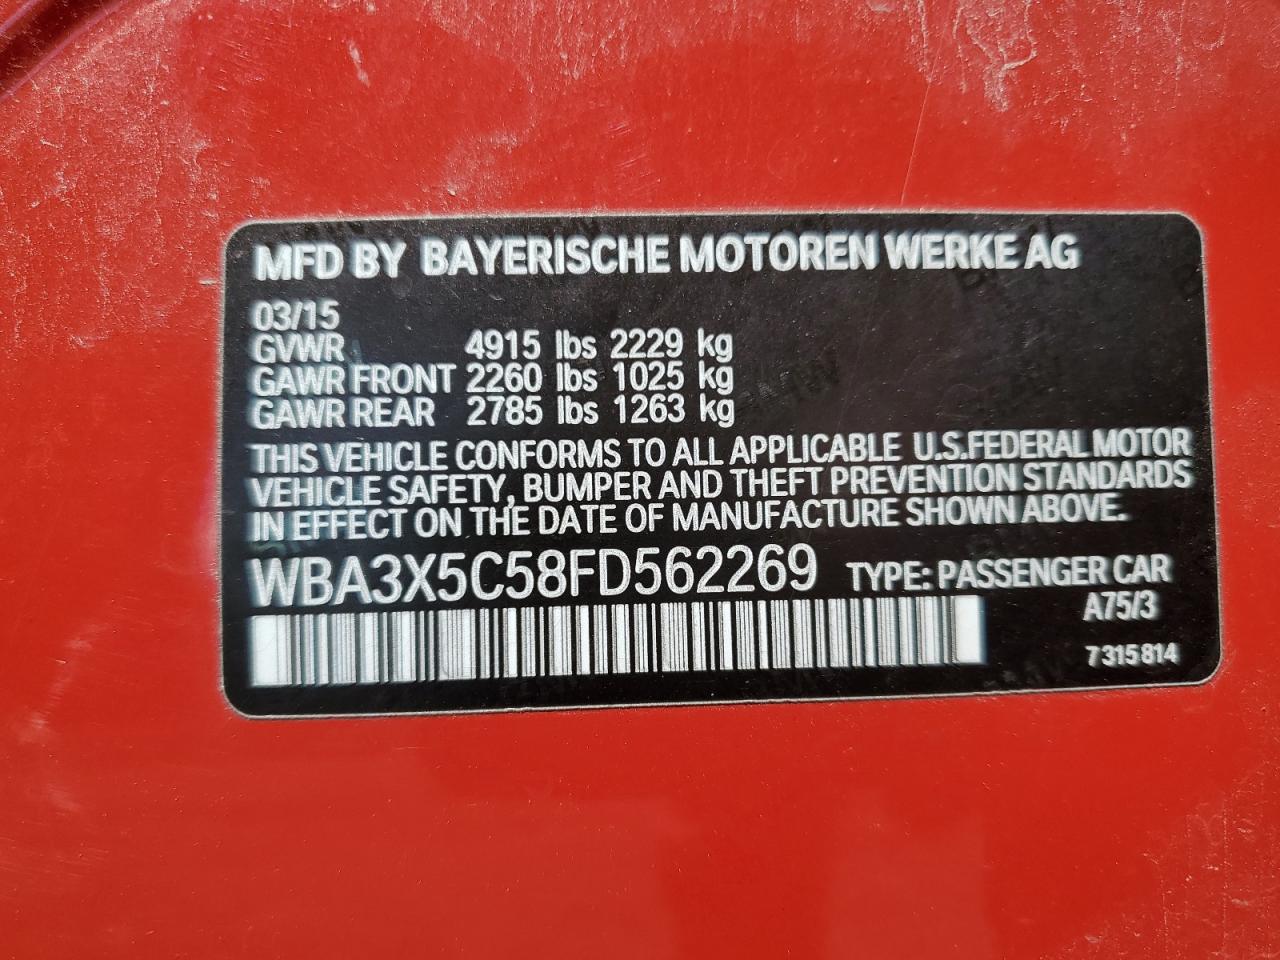 MFD BY BAYERISCHE MOTOREN WERKE AG
03/15
GVWR 4915 lbs 2229 kg
GAWR FRONT 2260 lbs 1025 kg
GAWR REAR 2785 lbs 1263 kg
THIS VEHICLE CONFORMS TO ALL APPLICABLE U.S.FEDERAL MOTOR
VEHICLE SAFETY, BUMPER AND THEFT PREVENTION STANDARDS
IN EFFECT ON THE DATE OF MANUFACTURE SHOWN ABOVE.
WBA3X5C58FD562269 TYPE: PASSENGER CAR
A75/3
7 315 814